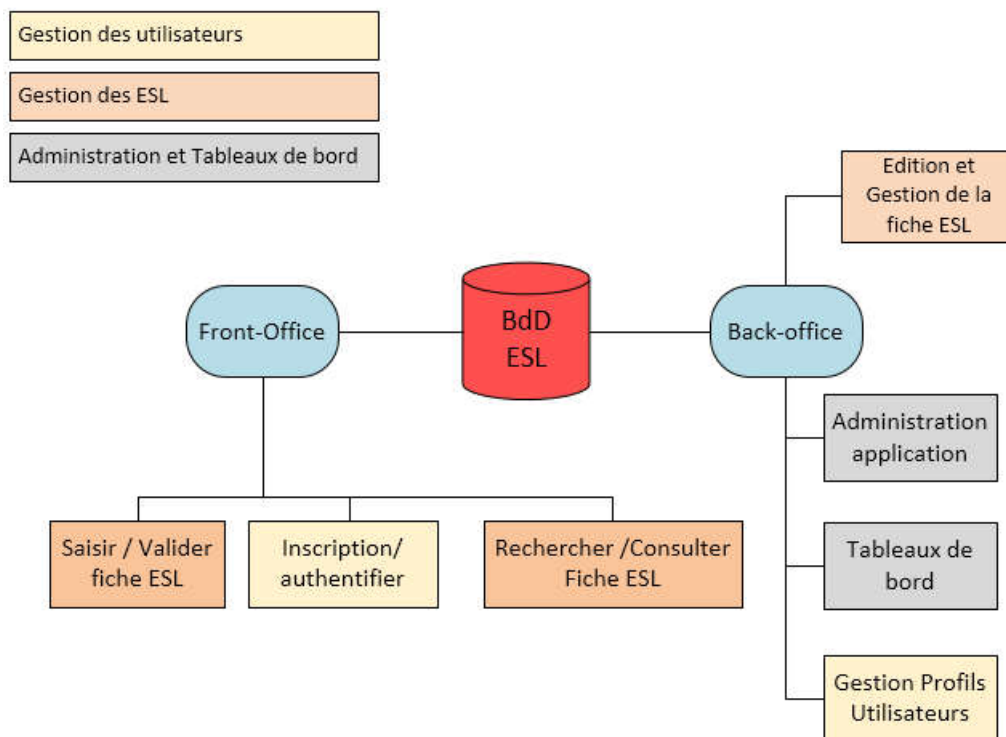 Gestion des utilisateurs
Gestion des ESL
Administration et Tableaux de bord
Edition et
Gestion de la
fiche ESL
Front-Office
BdD
ESL
Back-office
Administration
application
Saisir / Valider
fiche ESL
Inscription/
authentifier
Rechercher /Consulter
Fiche ESL
Tableaux de
bord
Gestion Profils
Utilisateurs